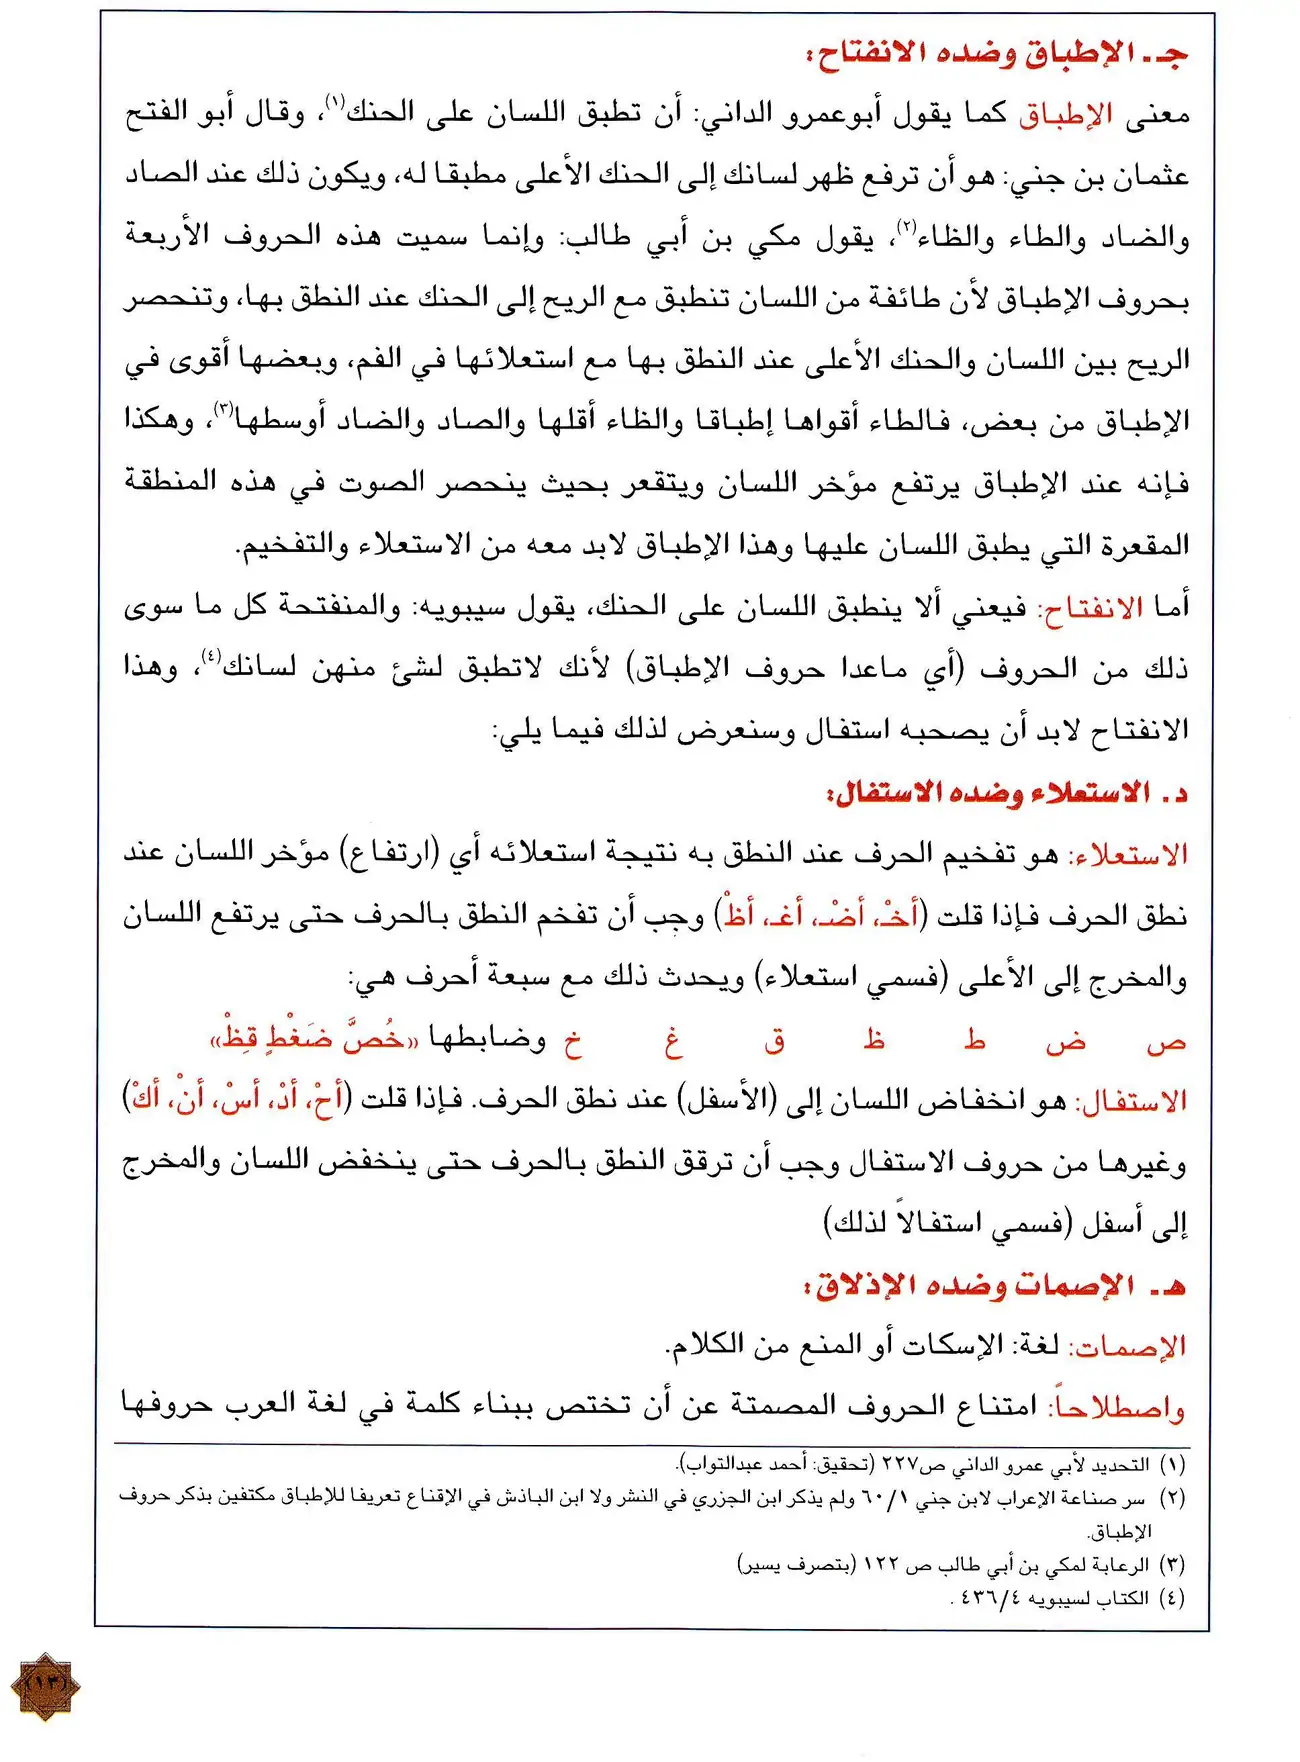 جـ. الإطباق وضده الانفتاح:
معنى الإطباق كما يقول أبوعمرو الداني: أن تطبق اللسان على الحنك(١)، وقال أبو الفتح
عثمان بن جني: هو أن ترفع ظهر لسانك إلى الحنك الأعلى مطبقا له، ويكون ذلك عند الصاد
والضاد والطاء والظاء(٢)، يقول مكي بن أبي طالب: وإنما سميت هذه الحروف الأربعة
بحروف الإطباق لأن طائفة من اللسان تنطبق مع الريح إلى الحنك عند النطق بها، وتنحصر
الريح بين اللسان والحنك الأعلى عند النطق بها مع استعلائها في الفم، وبعضها أقوى في
الإطباق من بعض، فالطاء أقواها إطباقا والظاء أقلها والصاد والضاد أوسطها(٣)، وهكذا
فإنه عند الإطباق يرتفع مؤخر اللسان ويتقعر بحيث ينحصر الصوت في هذه المنطقة
المقعرة التي يطبق اللسان عليها وهذا الإطباق لابد معه من الاستعلاء والتفخيم.
أما الانفتاح: فيعني ألا ينطبق اللسان على الحنك، يقول سيبويه: والمنفتحة كل ما سوى
ذلك من الحروف (أي ماعدا حروف الإطباق) لأنك لاتطبق لشئ منهن لسانك(٤)، وهذا
الانفتاح لابد أن يصحبه استفال وسنعرض لذلك فيما يلي:
د. الاستعلاء وضده الاستفال:
الاستعلاء: هو تفخيم الحرف عند النطق به نتيجة استعلائه أي (ارتفاع) مؤخر اللسان عند
نطق الحرف فإذا قلت (أخْ، أضْ، أغـ، أظْ) وجب أن تفخم النطق بالحرف حتى يرتفع اللسان
والمخرج إلى الأعلى (فسمي استعلاء) ويحدث ذلك مع سبعة أحرف هي:
ص ض ط ظ ق غ خ وضابطها «خُصَّ ضَغْطٍ قِظْ»
الاستفال: هو انخفاض اللسان إلى (الأسفل) عند نطق الحرف. فإذا قلت (أحْ، أدْ، أسْ، أنْ، أكْ)
وغيرها من حروف الاستفال وجب أن ترقق النطق بالحرف حتى ينخفض اللسان والمخرج
إلى أسفل (فسمي استفالاً لذلك)
هـ. الإصمات وضده الإذلاق:
الإصمات: لغة: الإسكات أو المنع من الكلام.
واصطلاحاً: امتناع الحروف المصمتة عن أن تختص ببناء كلمة في لغة العرب حروفها
(١) التحديد لأبي عمرو الداني ص٢٢٧ (تحقيق: أحمد عبدالتواب).
(٢) سر صناعة الإعراب لابن جني ٦٠/١ ولم يذكر ابن الجزري في النشر ولا ابن الباذش في الإقناع تعريفا للإطباق مكتفين بذكر حروف
الإطباق.
(٣) الرعاية لمكي بن أبي طالب ص ١٢٢ (بتصرف يسير)
(٤) الكتاب لسيبويه ٤٣٦/٤ .
(١٣)